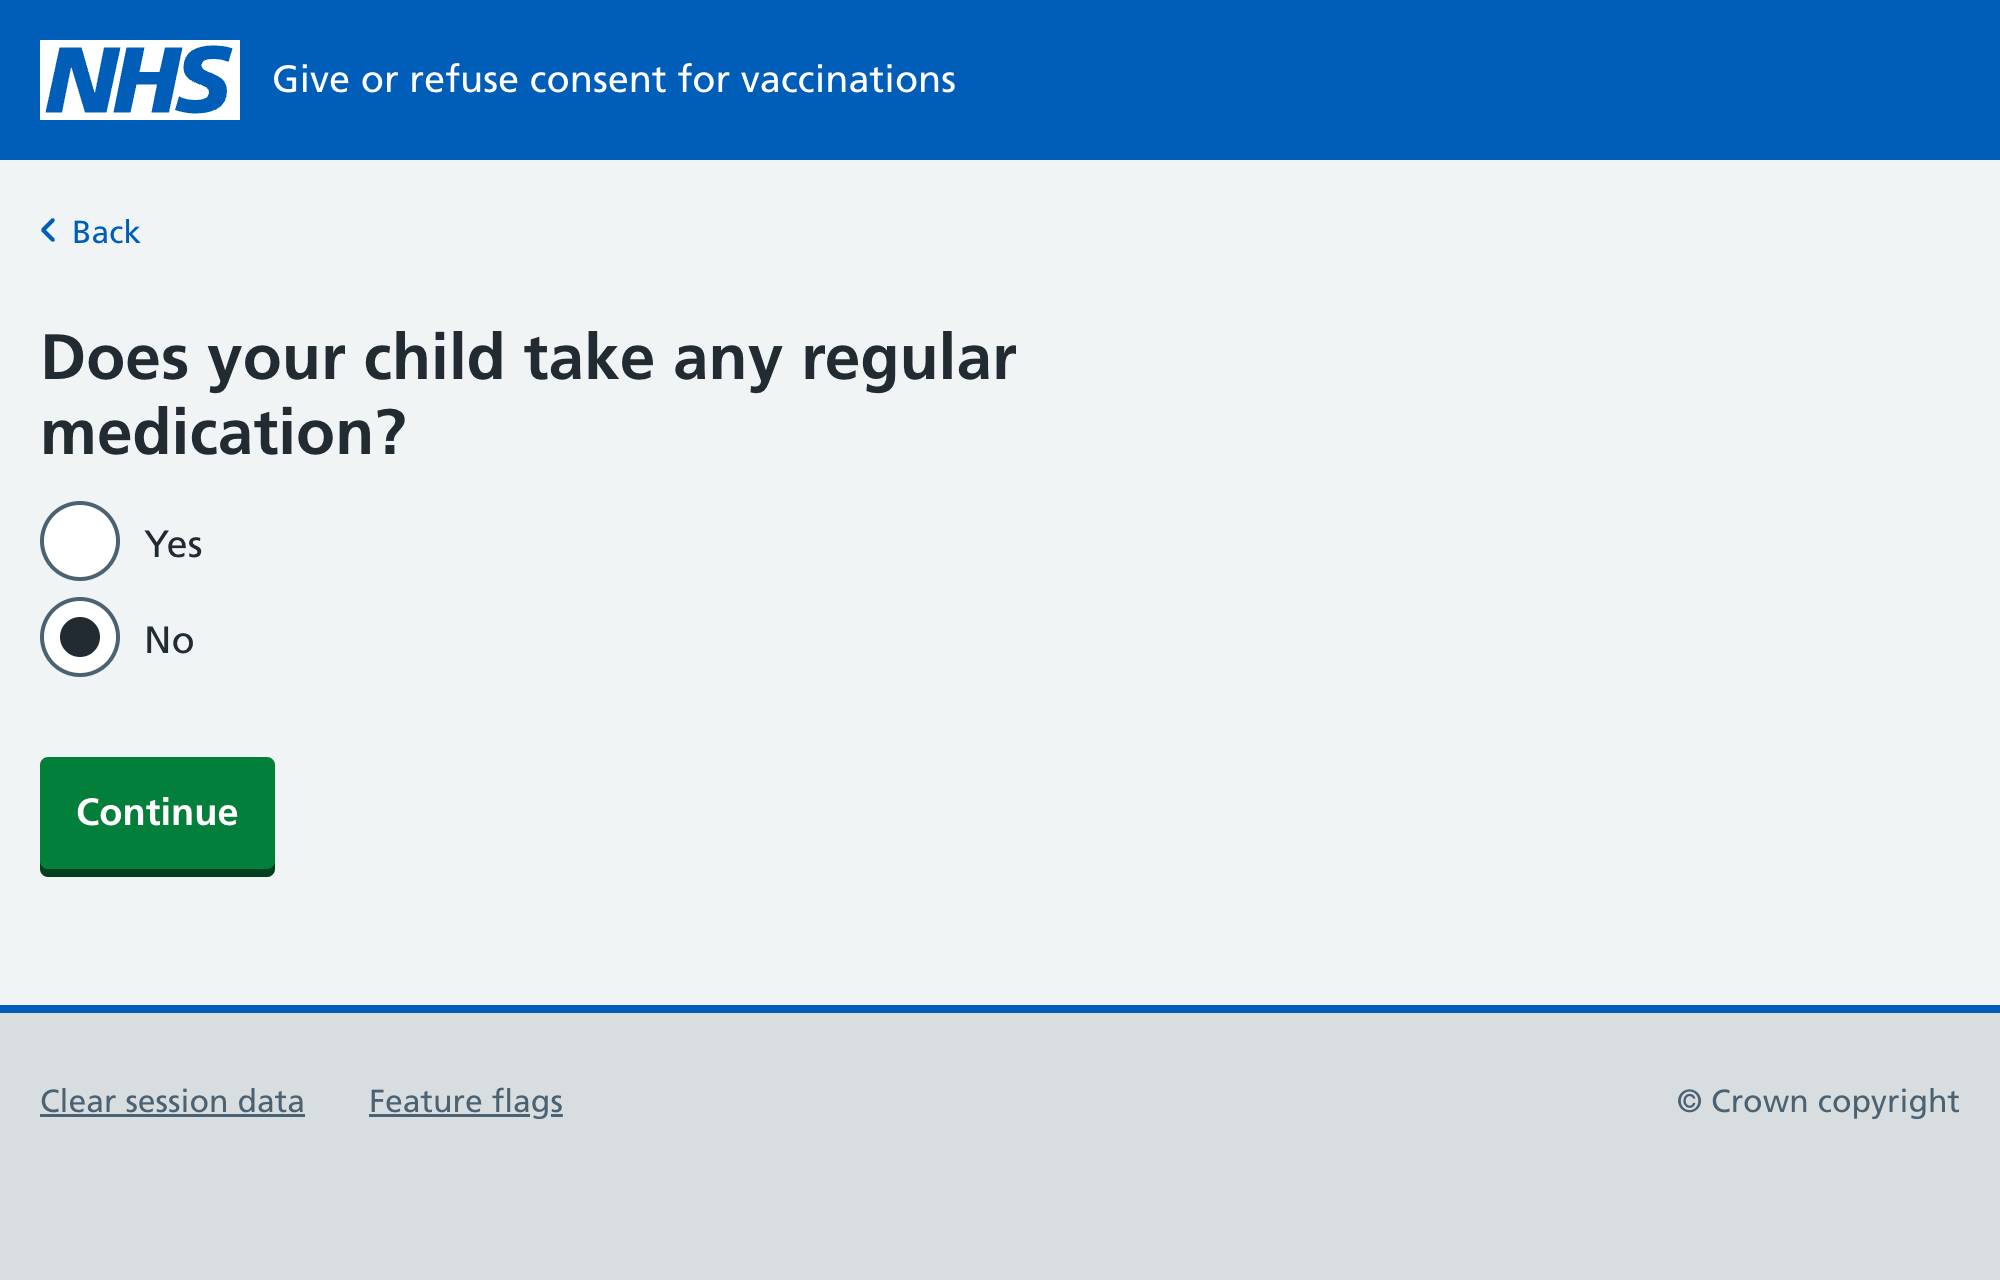 NHS Give or refuse consent for vaccinations
Back
Does your child take any regular
medication?
Yes
No
Continue
Clear session data Feature flags © Crown copyright